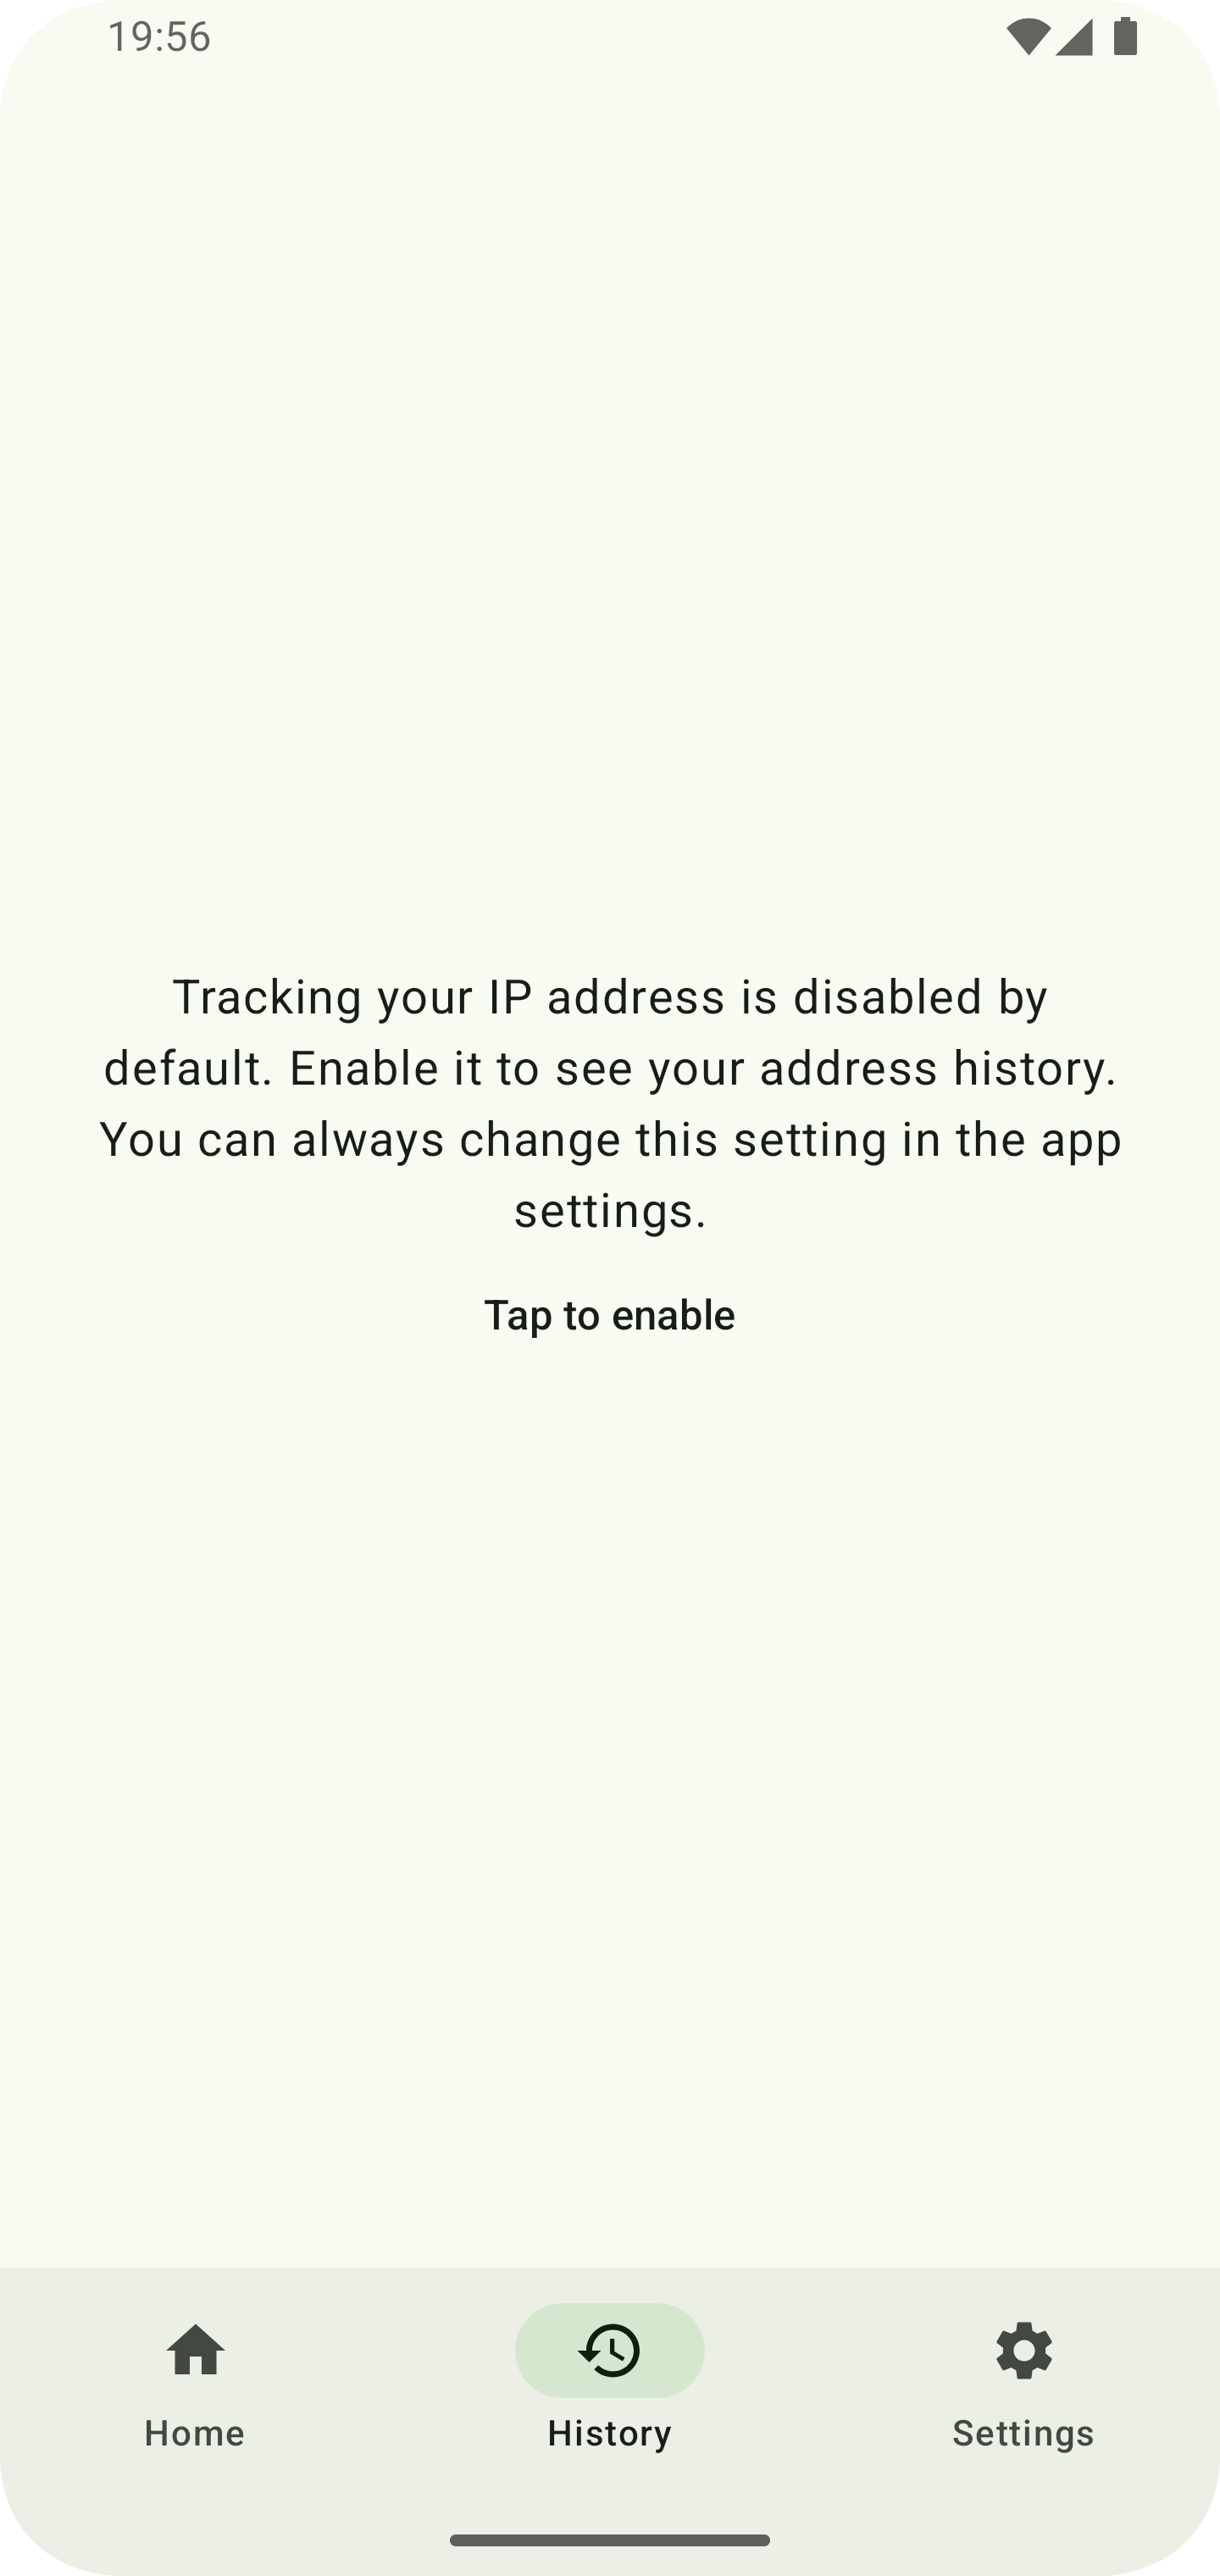 19:56
Tracking your IP address is disabled by
default. Enable it to see your address history.
You can always change this setting in the app
settings.
Tap to enable
Home
History
Settings